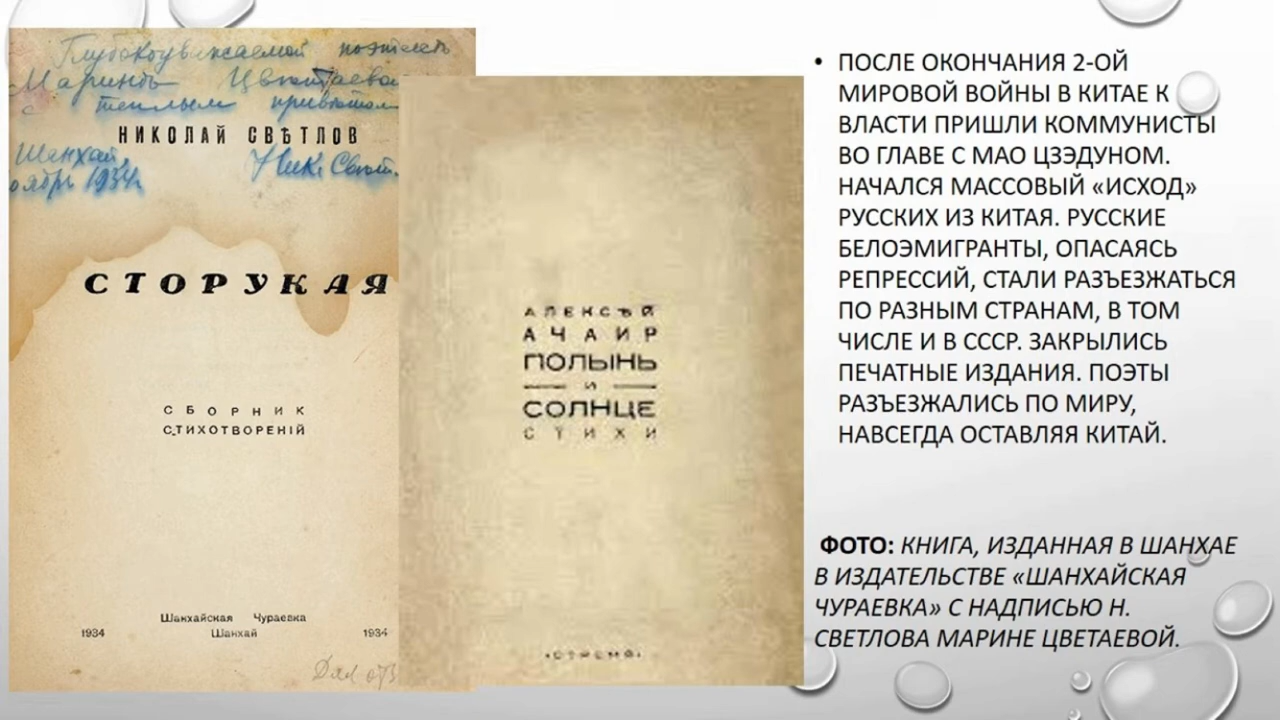 Глубокоуважаемой поэтессе
Марине Цветаевой
с теплым приветом
НИКОЛАЙ СВѢТЛОВ
Шанхай,
ноябрь 1934 г.
Ник. Свет.
СТОРУКАЯ
СБОРНИК
СТИХОТВОРЕНІЙ
Шанхайская Чураевка
1934 Шанхай 1934
АЛЕКСѢЙ
АЧАИР
ПОЛЫНЬ
И
СОЛНЦЕ
СТИХИ
• ПОСЛЕ ОКОНЧАНИЯ 2-ОЙ
МИРОВОЙ ВОЙНЫ В КИТАЕ К
ВЛАСТИ ПРИШЛИ КОММУНИСТЫ
ВО ГЛАВЕ С МАО ЦЗЭДУНОМ.
НАЧАЛСЯ МАССОВЫЙ «ИСХОД»
РУССКИХ ИЗ КИТАЯ. РУССКИЕ
БЕЛОЭМИГРАНТЫ, ОПАСАЯСЬ
РЕПРЕССИЙ, СТАЛИ РАЗЪЕЗЖАТЬСЯ
ПО РАЗНЫМ СТРАНАМ, В ТОМ
ЧИСЛЕ И В СССР. ЗАКРЫЛИСЬ
ПЕЧАТНЫЕ ИЗДАНИЯ. ПОЭТЫ
РАЗЪЕЗЖАЛИСЬ ПО МИРУ,
НАВСЕГДА ОСТАВЛЯЯ КИТАЙ.
ФОТО: КНИГА, ИЗДАННАЯ В ШАНХАЕ
В ИЗДАТЕЛЬСТВЕ «ШАНХАЙСКАЯ
ЧУРАЕВКА» С НАДПИСЬЮ Н.
СВЕТЛОВА МАРИНЕ ЦВЕТАЕВОЙ.